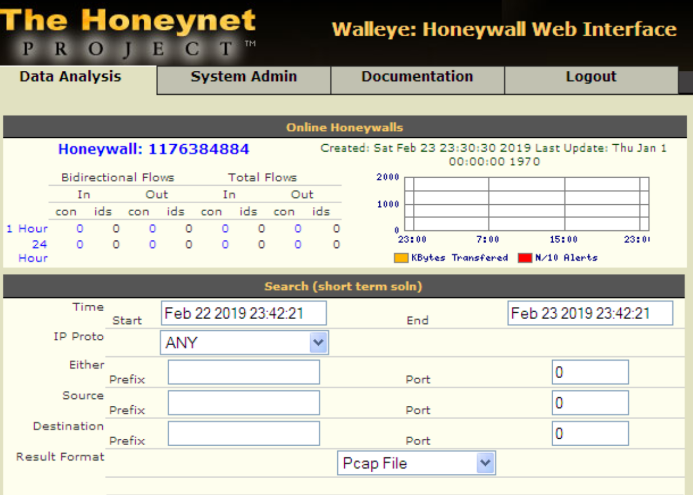 The Honeynet
PROJECT™
Walleye: Honeywall Web Interface
Data Analysis System Admin Documentation Logout
Online Honeywalls
Honeywall: 1176384884
Created: Sat Feb 23 23:30:30 2019 Last Update: Thu Jan 1
00:00:00 1970
Bidirectional Flows Total Flows
In Out In Out
con ids con ids con ids con ids
1 Hour 0 0 0 0 0 0 0 0
24 0 0 0 0 0 0 0 0
Hour
2000
1000
0
23:00 7:00 15:00 23:0
KBytes Transfered N/10 Alerts
Search (short term soln)
Time Start Feb 22 2019 23:42:21 End Feb 23 2019 23:42:21
IP Proto ANY
Either Prefix Port 0
Source Prefix Port 0
Destination Prefix Port 0
Result Format Pcap File